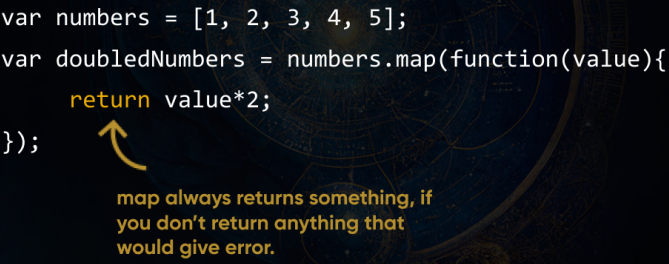 var numbers = [1, 2, 3, 4, 5];
var doubledNumbers = numbers.map(function(value){
return value*2;
});
map always returns something, if
you don't return anything that
would give error.